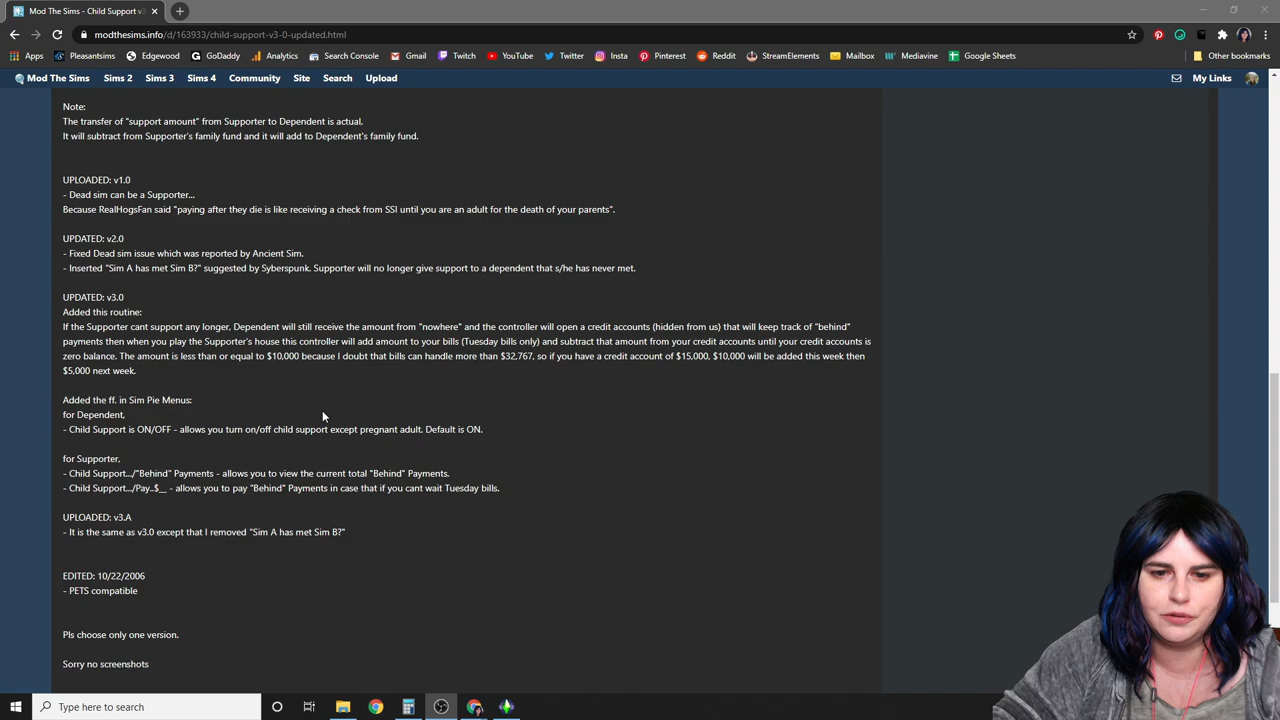 Mod The Sims - Child Support v3
modthesims.info/d/163933/child-support-v3-0-updated.html
Apps Pleasantsims Edgewood GoDaddy Analytics Search Console Gmail Twitch YouTube Twitter Insta Pinterest Reddit StreamElements Mailbox Mediavine Google Sheets Other bookmarks
Mod The Sims Sims 2 Sims 3 Sims 4 Community Site Search Upload My Links
Note:
The transfer of "support amount" from Supporter to Dependent is actual.
It will subtract from Supporter's family fund and it will add to Dependent's family fund.
UPLOADED: v1.0
- Dead sim can be a Supporter...
Because RealHogsFan said "paying after they die is like receiving a check from SSI until you are an adult for the death of your parents".
UPDATED: v2.0
- Fixed Dead sim issue which was reported by Ancient Sim.
- Inserted "Sim A has met Sim B?" suggested by Syberspunk. Supporter will no longer give support to a dependent that s/he has never met.
UPDATED: v3.0
Added this routine:
If the Supporter cant support any longer, Dependent will still receive the amount from "nowhere" and the controller will open a credit accounts (hidden from us) that will keep track of "behind"
payments then when you play the Supporter's house this controller will add amount to your bills (Tuesday bills only) and subtract that amount from your credit accounts until your credit accounts is
zero balance. The amount is less than or equal to $10,000 because I doubt that bills can handle more than $32,767, so if you have a credit account of $15,000, $10,000 will be added this week then
$5,000 next week.
Added the ff. in Sim Pie Menus:
for Dependent,
- Child Support is ON/OFF - allows you turn on/off child support except pregnant adult. Default is ON.
for Supporter,
- Child Support.../"Behind" Payments - allows you to view the current total "Behind" Payments.
- Child Support.../Pay..$__ - allows you to pay "Behind" Payments in case that if you cant wait Tuesday bills.
UPLOADED: v3.A
- It is the same as v3.0 except that I removed "Sim A has met Sim B?"
EDITED: 10/22/2006
- PETS compatible
Pls choose only one version.
Sorry no screenshots
Type here to search